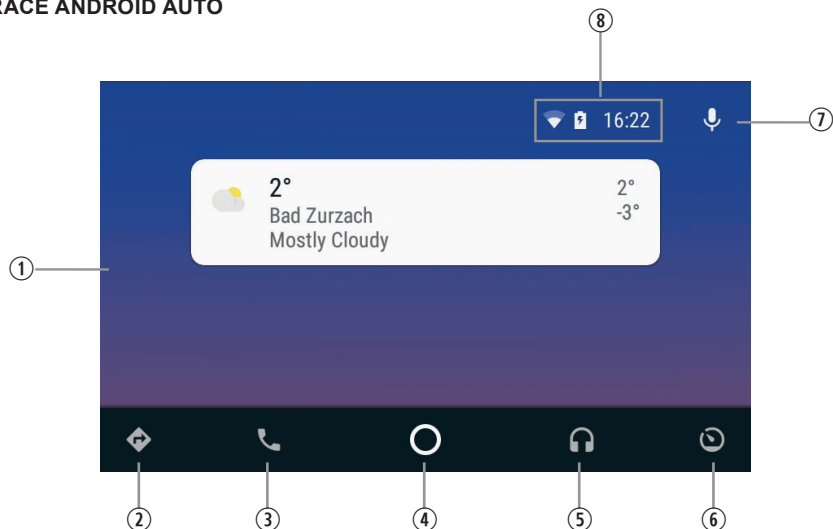 RACE ANDROID AUTO
⑧
16:22
⑦
2°
2°
Bad Zurzach
-3°
Mostly Cloudy
①
② ③ ④ ⑤ ⑥